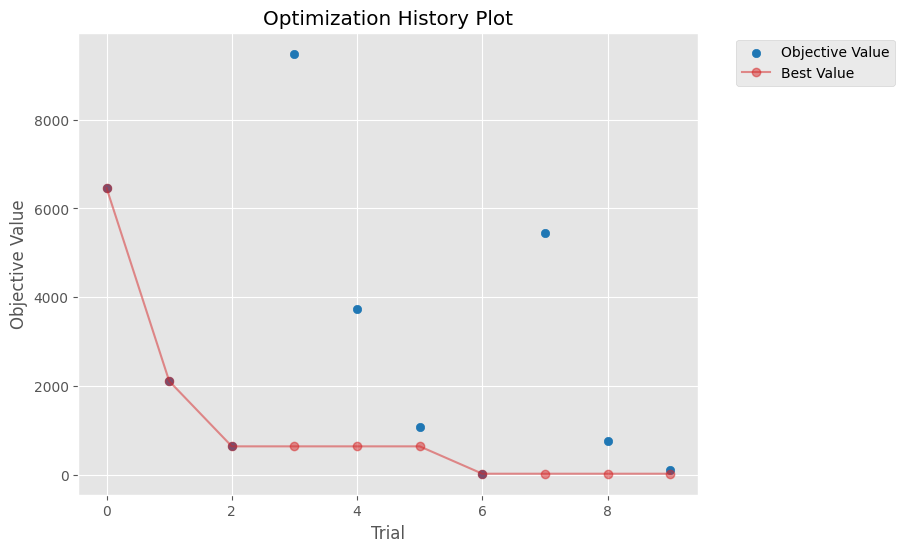 Optimization History Plot
Objective Value
Best Value
8000
6000
4000
2000
0
Objective Value
0 2 4 6 8
Trial